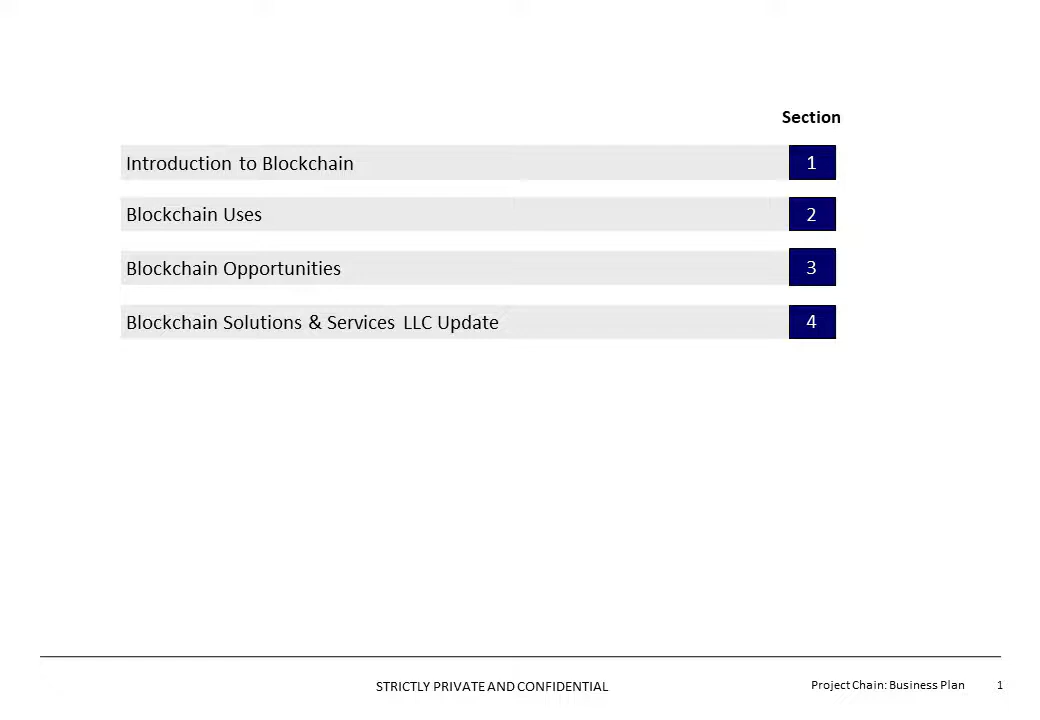 Section
Introduction to Blockchain 1
Blockchain Uses 2
Blockchain Opportunities 3
Blockchain Solutions & Services LLC Update 4
STRICTLY PRIVATE AND CONFIDENTIAL Project Chain: Business Plan 1